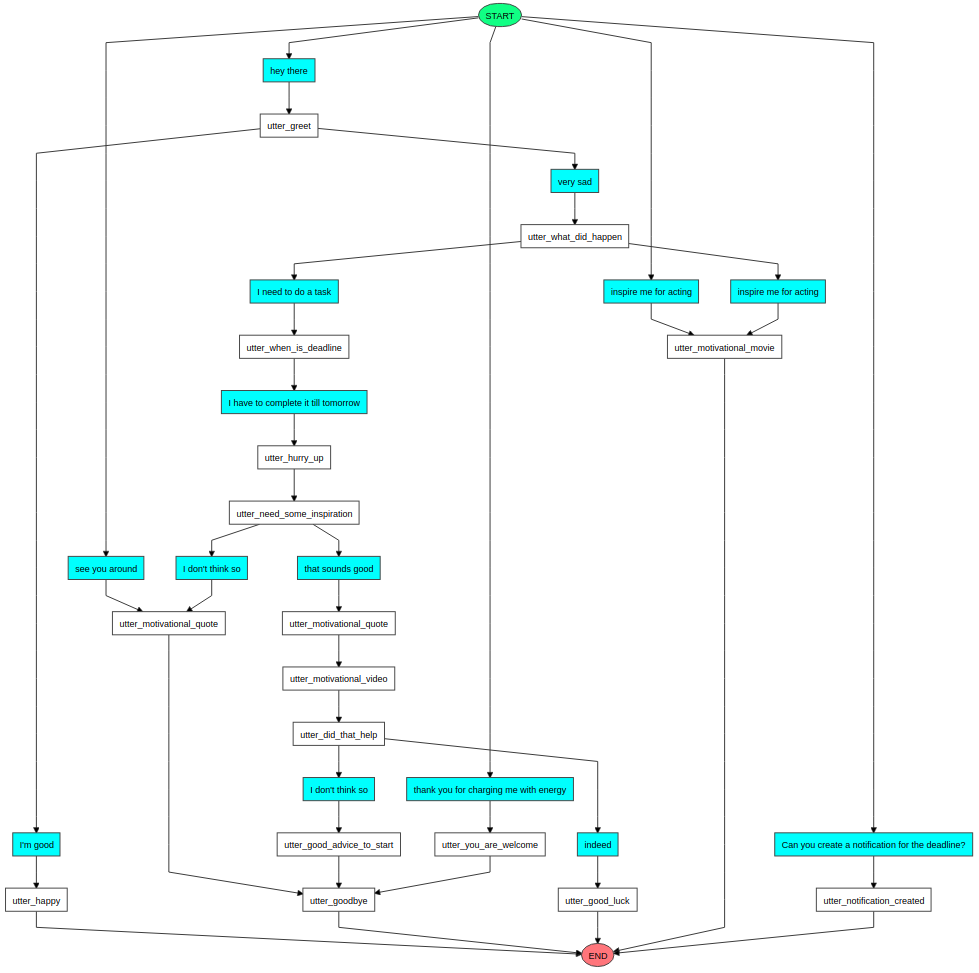 START
hey there
utter_greet
very sad
utter_what_did_happen
I need to do a task
inspire me for acting
inspire me for acting
utter_when_is_deadline
utter_motivational_movie
I have to complete it till tomorrow
utter_hurry_up
utter_need_some_inspiration
see you around
I don't think so
that sounds good
utter_motivational_quote
utter_motivational_quote
utter_motivational_video
utter_did_that_help
I don't think so
thank you for charging me with energy
I'm good
utter_good_advice_to_start
utter_you_are_welcome
indeed
Can you create a notification for the deadline?
utter_happy
utter_goodbye
utter_good_luck
utter_notification_created
END